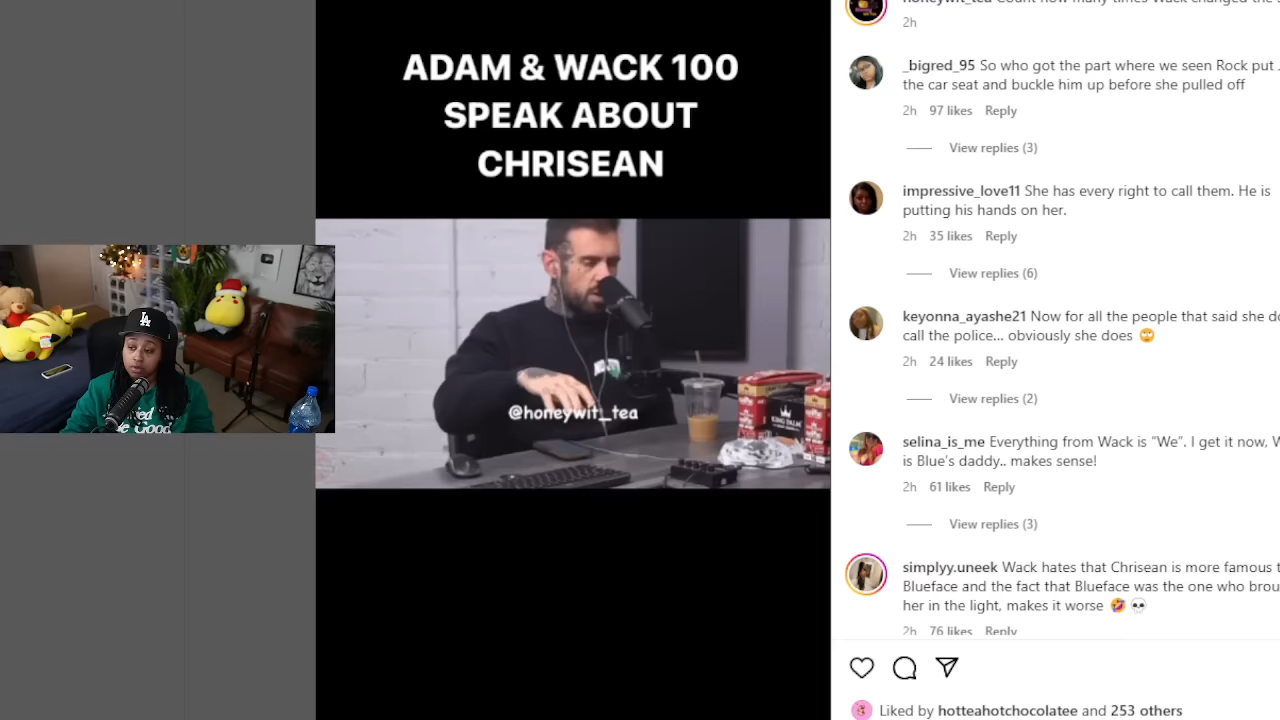 ADAM & WACK 100
SPEAK ABOUT
CHRISEAN
@honeywit_tea
LA
KING PALM
2h
_bigred_95 So who got the part where we seen Rock put
the car seat and buckle him up before she pulled off
2h 97 likes Reply
View replies (3)
impressive_love11 She has every right to call them. He is
putting his hands on her.
2h 35 likes Reply
View replies (6)
keyonna_ayashe21 Now for all the people that said she
call the police... obviously she does 🙄
2h 24 likes Reply
View replies (2)
selina_is_me Everything from Wack is “We”. I get it now,
is Blue’s daddy.. makes sense!
2h 61 likes Reply
View replies (3)
simplyy.uneek Wack hates that Chrisean is more famous
Blueface and the fact that Blueface was the one who
her in the light, makes it worse 🤣 💀
2h 76 likes Reply
Liked by hotteahotchocolatee and 253 others